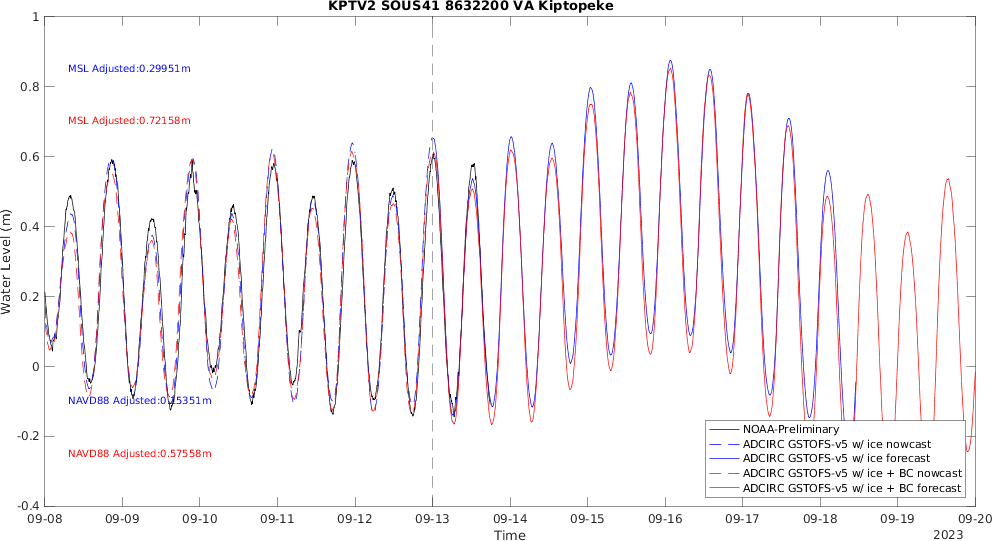 KPTV2 SOUS41 8632200 VA Kiptopeke
1
0.8
0.6
0.4
0.2
0
-0.2
-0.4
Water Level (m)
MSL Adjusted:0.29951m
MSL Adjusted:0.72158m
NAVD88 Adjusted:0.15351m
NAVD88 Adjusted:0.57558m
NOAA-Preliminary
ADCIRC GSTOFS-v5 w/ ice nowcast
ADCIRC GSTOFS-v5 w/ ice forecast
ADCIRC GSTOFS-v5 w/ ice + BC nowcast
ADCIRC GSTOFS-v5 w/ ice + BC forecast
09-08 09-09 09-10 09-11 09-12 09-13 09-14 09-15 09-16 09-17 09-18 09-19 09-20
Time
2023